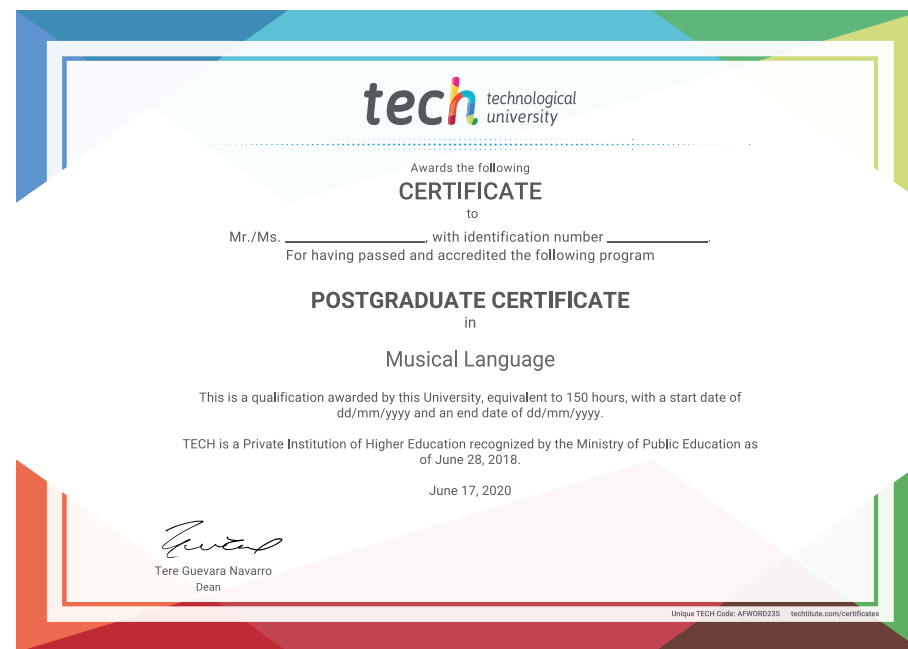 tech technological
university
Awards the following
CERTIFICATE
to
Mr./Ms. ____________________, with identification number ______________.
For having passed and accredited the following program
POSTGRADUATE CERTIFICATE
in
Musical Language
This is a qualification awarded by this University, equivalent to 150 hours, with a start date of
dd/mm/yyyy and an end date of dd/mm/yyyy.
TECH is a Private Institution of Higher Education recognized by the Ministry of Public Education as
of June 28, 2018.
June 17, 2020
Tere Guevara Navarro
Dean
Unique TECH Code: AFWORD23S techtitute.com/certificates